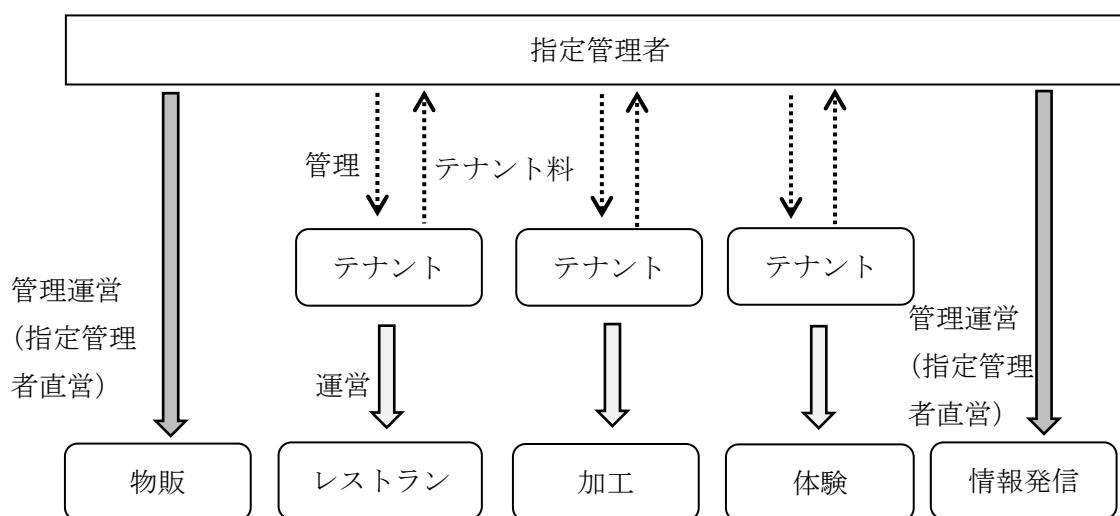 指定管理者
管理
テナント料
テナント
テナント
テナント
管理運営
（指定管理
者直営）
管理運営
（指定管理
者直営）
運営
物販
レストラン
加工
体験
情報発信